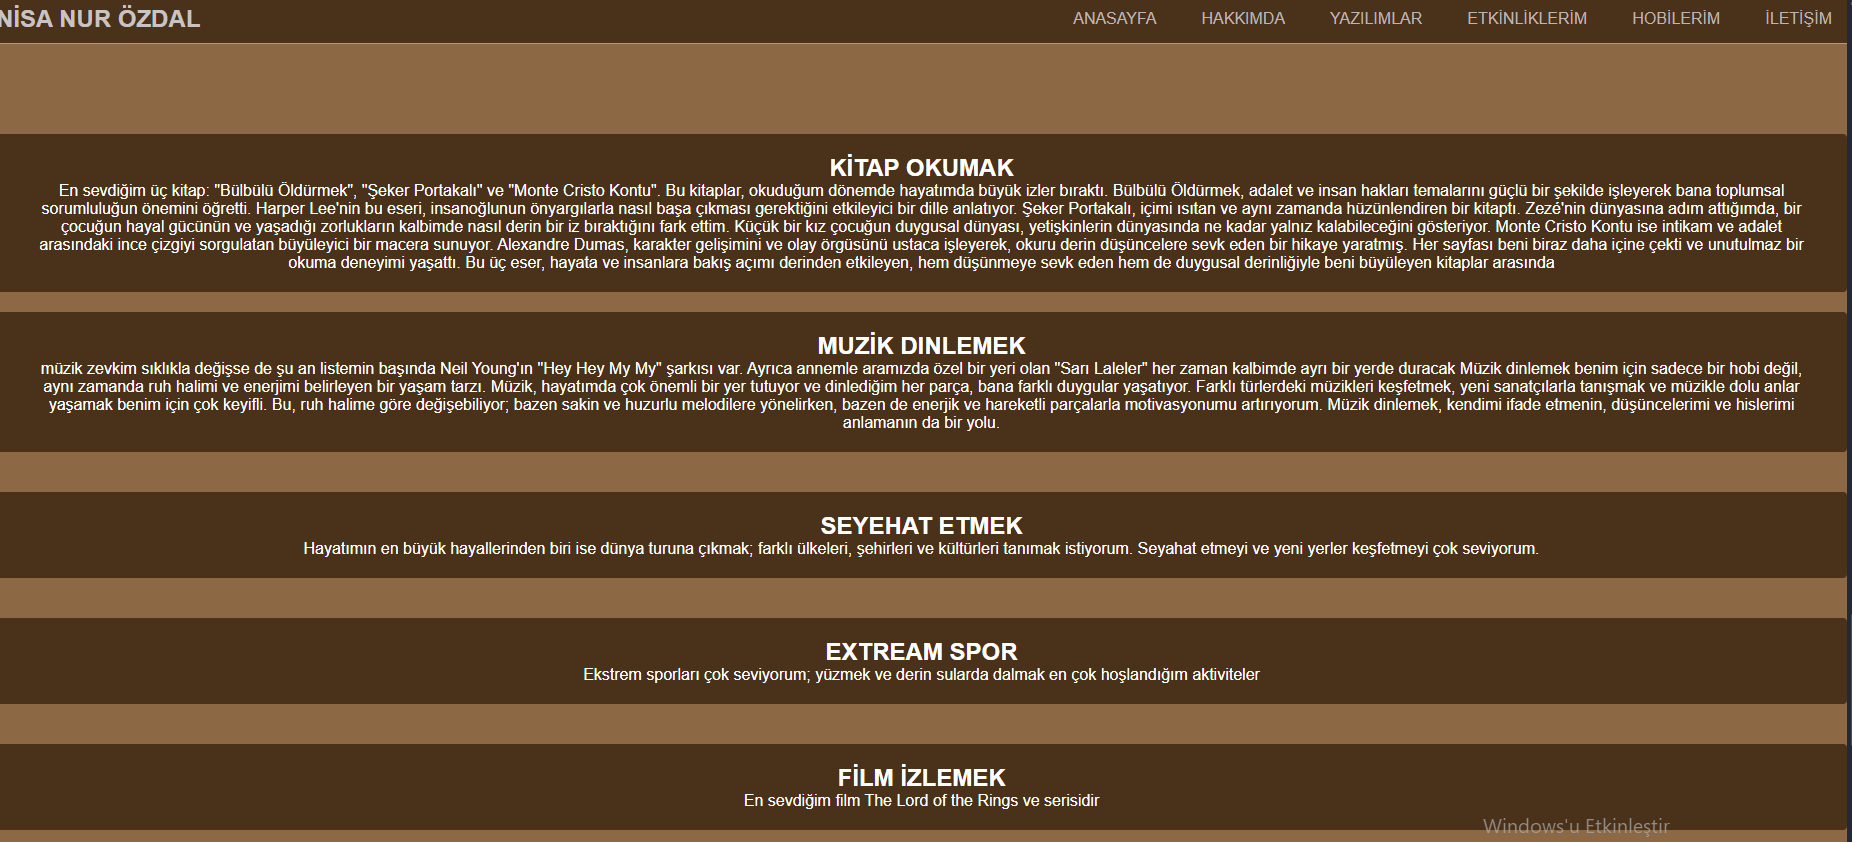 NİSA NUR ÖZDAL
ANASAYFA HAKKIMDA YAZILIMLAR ETKİNLİKLERİM HOBİLERİM İLETİŞİM
KİTAP OKUMAK
En sevdiğim üç kitap: "Bülbülü Öldürmek", "Şeker Portakalı" ve "Monte Cristo Kontu". Bu kitaplar, okuduğum dönemde hayatımda büyük izler bıraktı. Bülbülü Öldürmek, adalet ve insan hakları temalarını güçlü bir şekilde işleyerek bana toplumsal
sorumluluğun önemini öğretti. Harper Lee'nin bu eseri, insanoğlunun önyargılarla nasıl başa çıkması gerektiğini etkileyici bir dille anlatıyor. Şeker Portakalı, içimi ısıtan ve aynı zamanda hüzünlendiren bir kitaptı. Zezé'nin dünyasına adım attığımda, bir
çocuğun hayal gücünün ve yaşadığı zorlukların kalbimde nasıl derin bir iz bıraktığını fark ettim. Küçük bir kız çocuğun duygusal dünyası, yetişkinlerin dünyasında ne kadar yalnız kalabileceğini gösteriyor. Monte Cristo Kontu ise intikam ve adalet
arasındaki ince çizgiyi sorgulatan büyüleyici bir macera sunuyor. Alexandre Dumas, karakter gelişimini ve olay örgüsünü ustaca işleyerek, okuru derin düşüncelere sevk eden bir hikaye yaratmış. Her sayfası beni biraz daha içine çekti ve unutulmaz bir
okuma deneyimi yaşattı. Bu üç eser, hayata ve insanlara bakış açımı derinden etkileyen, hem düşünmeye sevk eden hem de duygusal derinliğiyle beni büyüleyen kitaplar arasında
MUZİK DINLEMEK
müzik zevkim sıklıkla değişse de şu an listemin başında Neil Young'ın "Hey Hey My My" şarkısı var. Ayrıca annemle aramızda özel bir yeri olan "Sarı Laleler" her zaman kalbimde ayrı bir yerde duracak Müzik dinlemek benim için sadece bir hobi değil,
aynı zamanda ruh halimi ve enerjimi belirleyen bir yaşam tarzı. Müzik, hayatımda çok önemli bir yer tutuyor ve dinlediğim her parça, bana farklı duygular yaşatıyor. Farklı türlerdeki müzikleri keşfetmek, yeni sanatçılarla tanışmak ve müzikle dolu anlar
yaşamak benim için çok keyifli. Bu, ruh halime göre değişebiliyor; bazen sakin ve huzurlu melodilere yönelirken, bazen de enerjik ve hareketli parçalarla motivasyonumu artırıyorum. Müzik dinlemek, kendimi ifade etmenin, düşüncelerimi ve hislerimi
anlamanın da bir yolu.
SEYEHAT ETMEK
Hayatımın en büyük hayallerinden biri ise dünya turuna çıkmak; farklı ülkeleri, şehirleri ve kültürleri tanımak istiyorum. Seyahat etmeyi ve yeni yerler keşfetmeyi çok seviyorum.
EXTREAM SPOR
Ekstrem sporları çok seviyorum; yüzmek ve derin sularda dalmak en çok hoşlandığım aktiviteler
FİLM İZLEMEK
En sevdiğim film The Lord of the Rings ve serisidir
Windows'u Etkinleştir